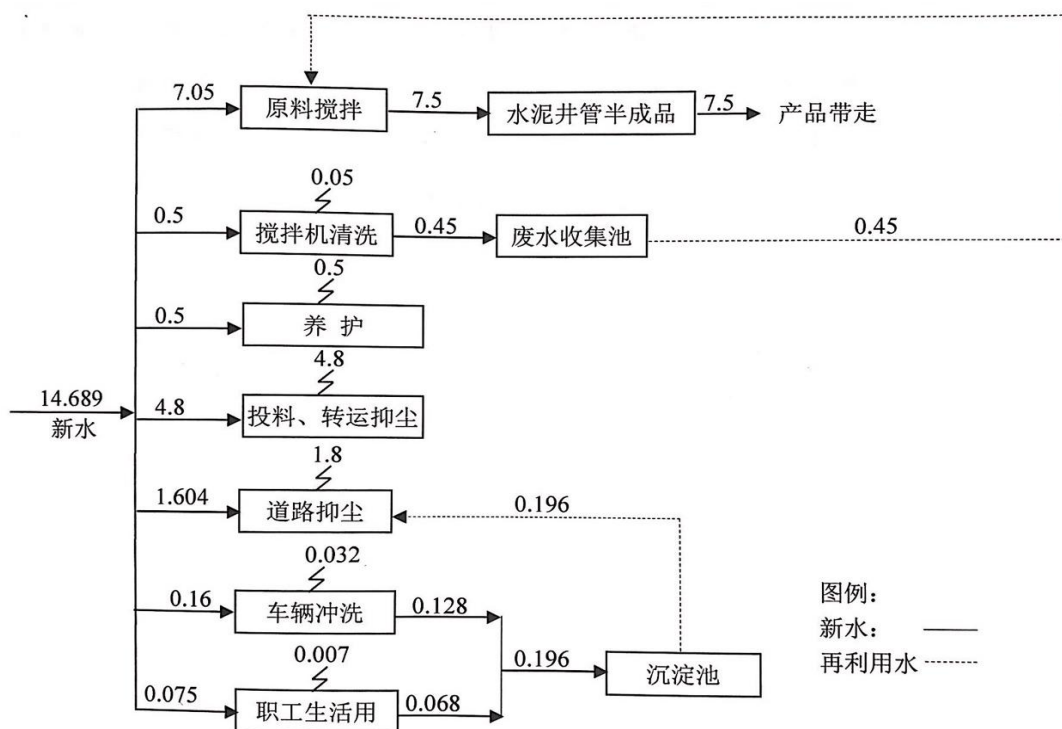 7.05
原料搅拌
7.5
水泥井管半成品
7.5
产品带走
0.05
0.5
搅拌机清洗
0.45
废水收集池
0.45
0.5
0.5
养 护
4.8
14.689
新水
4.8
投料、转运抑尘
1.8
1.604
道路抑尘
0.196
0.032
0.16
车辆冲洗
0.128
0.007
0.196
沉淀池
0.075
职工生活用
0.068
图例：
新水：
再利用水